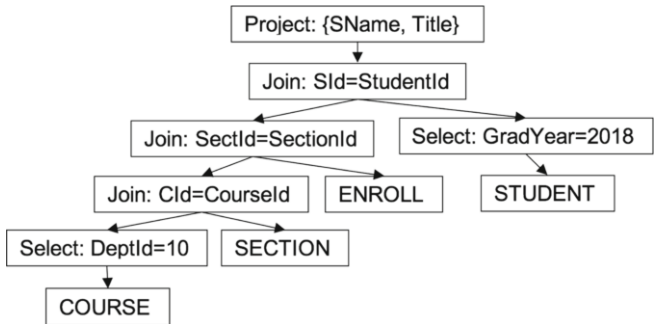 Project: {SName, Title}
Join: SId=StudentId
Join: SectId=SectionId
Select: GradYear=2018
Join: CId=CourseId
ENROLL
STUDENT
Select: DeptId=10
SECTION
COURSE